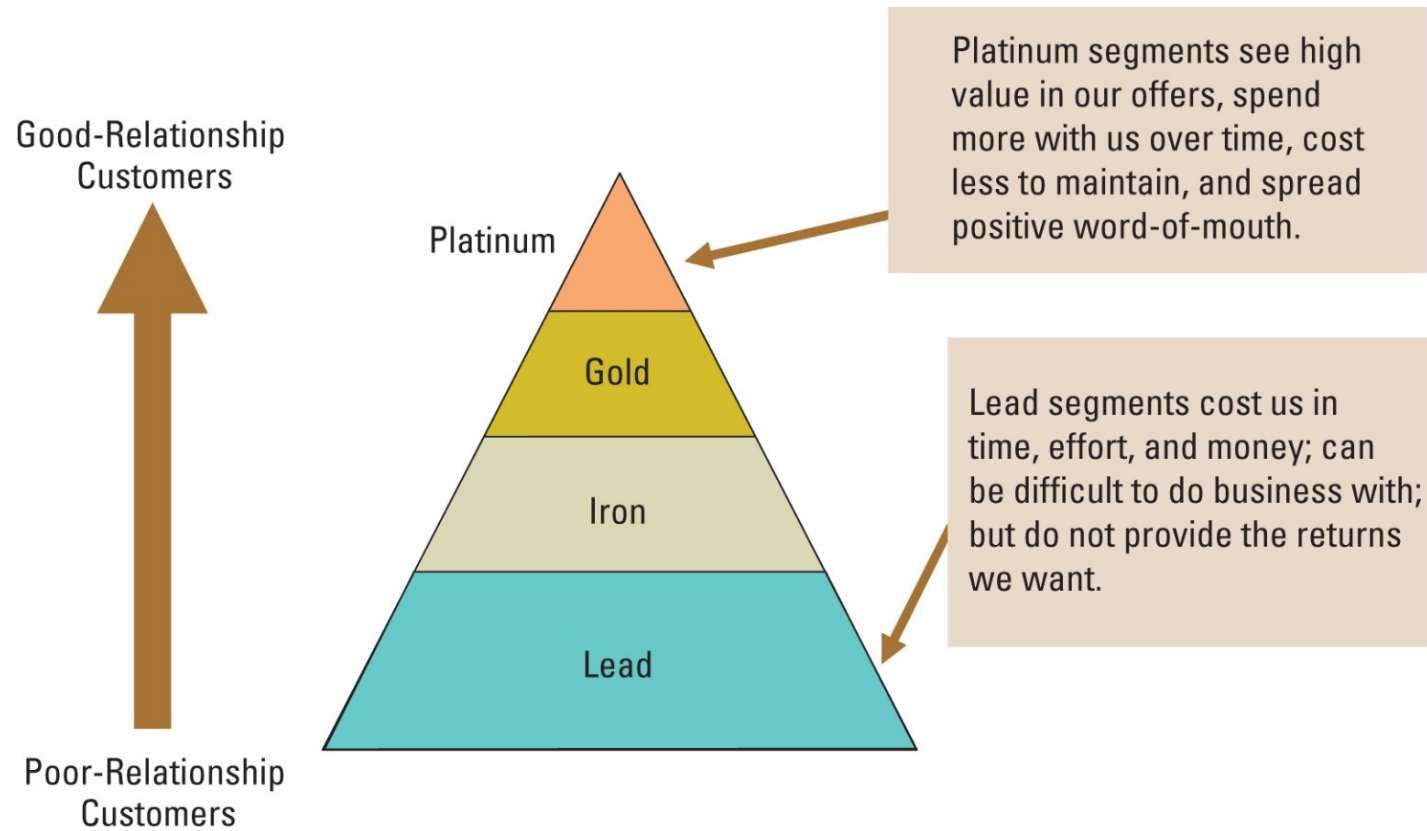 Good-Relationship
Customers
Platinum segments see high
value in our offers, spend
more with us over time, cost
less to maintain, and spread
positive word-of-mouth.
Platinum
Gold
Iron
Lead
Lead segments cost us in
time, effort, and money; can
be difficult to do business with;
but do not provide the returns
we want.
Poor-Relationship
Customers